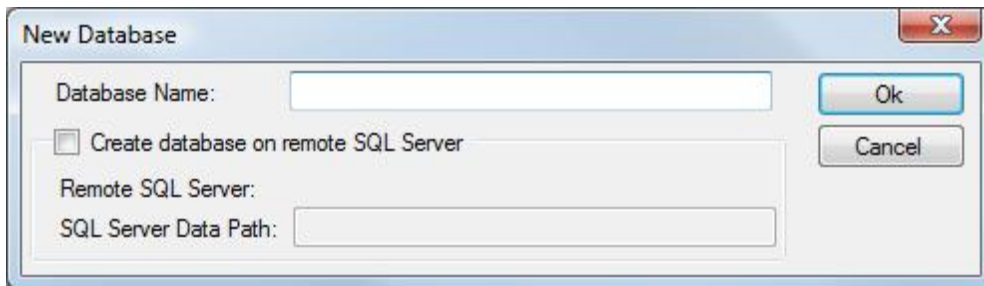 New Database
Database Name:
Ok
Create database on remote SQL Server
Cancel
Remote SQL Server:
SQL Server Data Path: